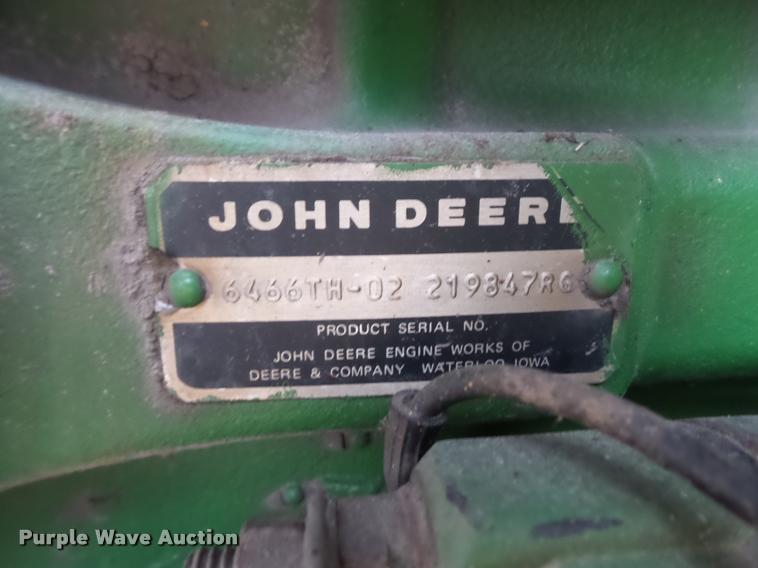 JOHN DEERE
6466TH-02 219847RG
PRODUCT SERIAL NO.
JOHN DEERE ENGINE WORKS OF
DEERE & COMPANY WATERLOO IOWA
Purple Wave Auction